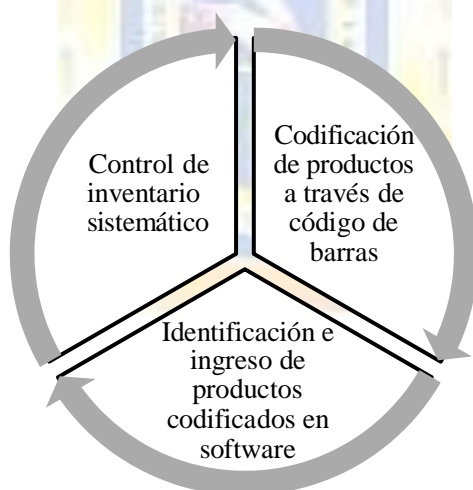 Codificación
de productos
a través de
código de
barras
Identificación e
ingreso de
productos
codificados en
software
Control de
inventario
sistemático